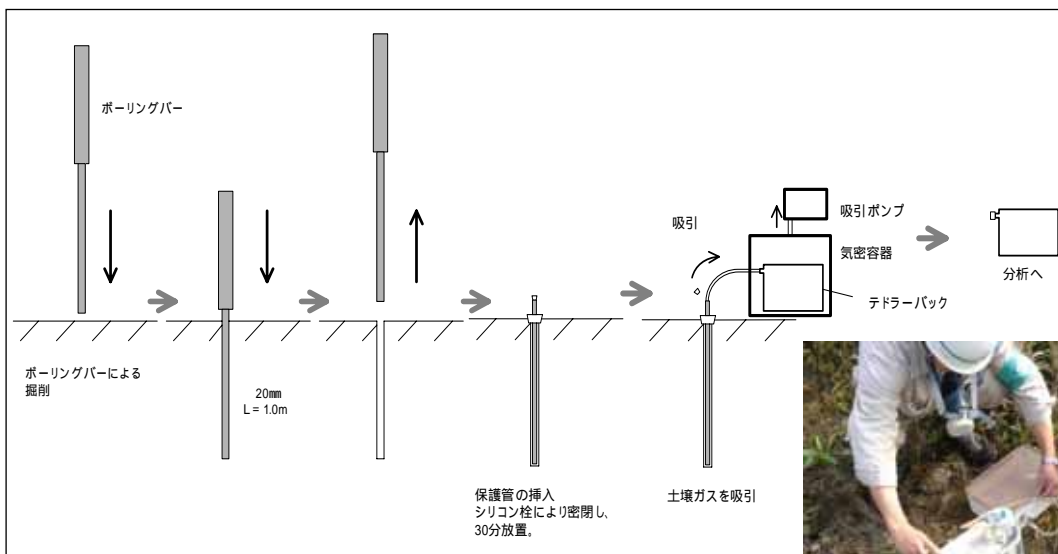 ボーリングバー
ボーリングバーによる
掘削
20mm
L = 1.0m
保護管の挿入
シリコン栓により密閉し、
30分放置。
吸引
吸引ポンプ
気密容器
テドラーバック
土壌ガスを吸引
分析へ